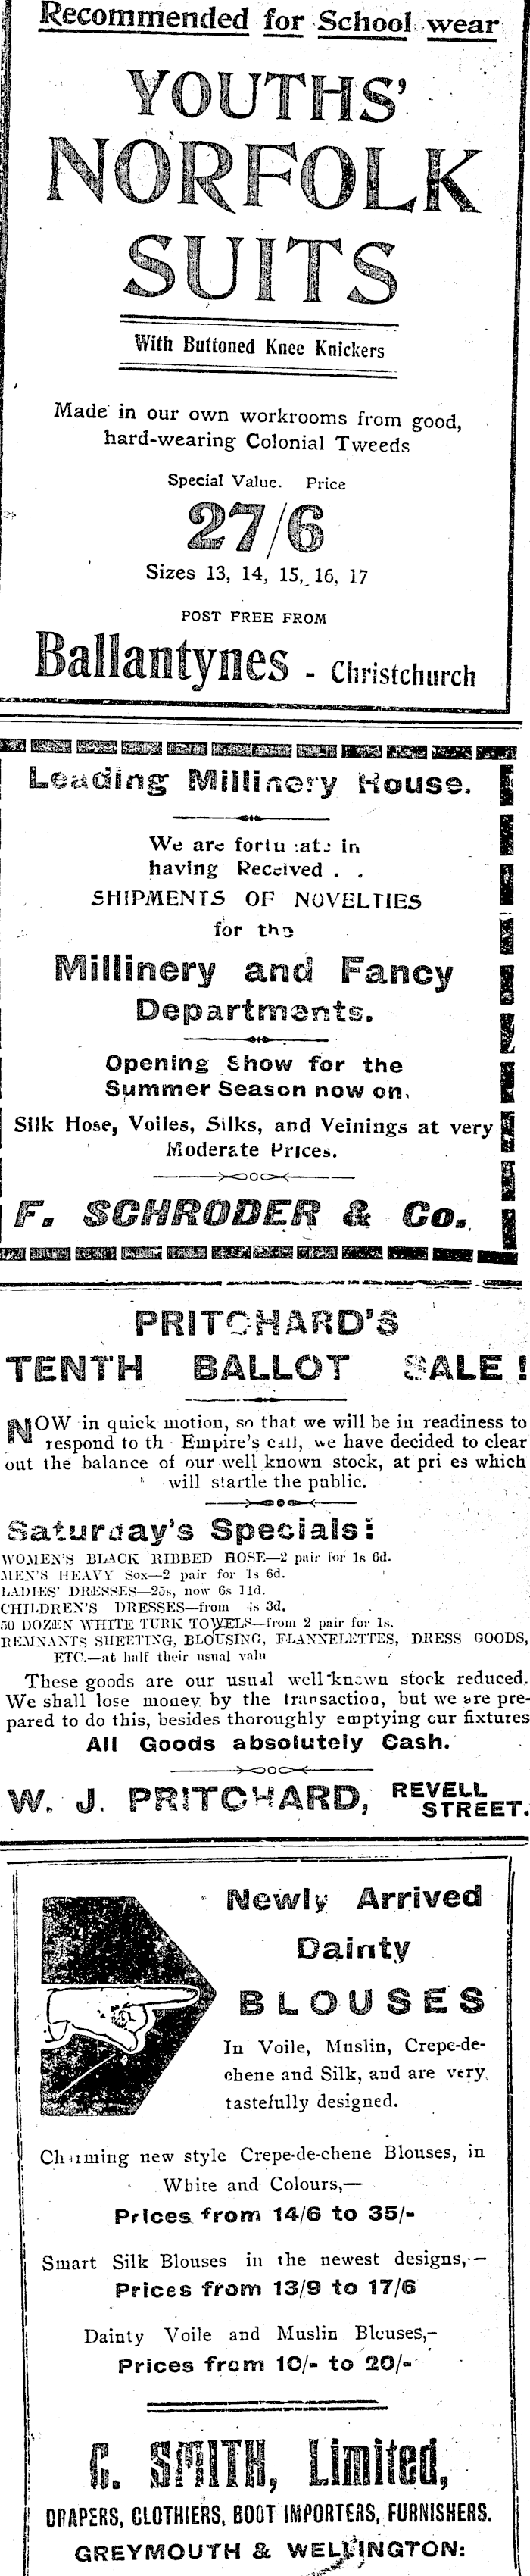 Recommended for School wear
YOUTHS'
NORFOLK
SUITS
With Buttoned Knee Knickers
Made in our own workrooms from good,
hard-wearing Colonial Tweeds
Special Value. Price
27/6
Sizes 13, 14, 15, 16, 17
POST FREE FROM
Ballantynes - Christchurch
Leading Millinery House.
We are in
having Received . .
SHIPMENTS OF NOVELTIES
for the
Millinery and Fancy
Departments.
Opening Show for the
Summer Season now on.
Silk Hose, Voiles, Silks, and Veinings at very
Moderate Prices.
F. SCHRODER & Co.
PRITCHARD'S
TENTH BALLOT SALE!
NOW in quick motion, so that we will be in readiness to
respond to th Empire's call, we have decided to clear
out the balance of our well known stock, at pri es which
will startle the public.
Saturday's Specials:
WOMEN'S BLACK RIBBED HOSE—2 pair for 1s 6d.
MEN'S HEAVY Sox—2 pair for 1s 6d.
LADIES' DRESSES—25s, now 6s 11d.
CHILDREN'S DRESSES—from 3d.
50 DOZEN WHITE TURK TOWELS—from 2 pair for 1s.
REMNANTS SHEETING, BLOUSING, FLANNELETTES, DRESS GOODS,
ETC.—at half their usual valu
These goods are our usual well known stock reduced.
We shall lose money by the transaction, but we are pre-
pared to do this, besides thoroughly emptying our fixtures
All Goods absolutely Cash.
W. J. PRITCHARD, REVELL
STREET.
Newly Arrived
Dainty
BLOUSES
In Voile, Muslin, Crepe-de-
chene and Silk, and are very
tastefully designed.
Charming new style Crepe-de-chene Blouses, in
White and Colours,—
Prices from 14/6 to 35/-
Smart Silk Blouses in the newest designs,—
Prices from 13/9 to 17/6
Dainty Voile and Muslin Blouses,-
Prices from 10/- to 20/-
C. SMITH, Limited,
DRAPERS, CLOTHIERS, BOOT IMPORTERS, FURNISHERS.
GREYMOUTH & WELLINGTON: